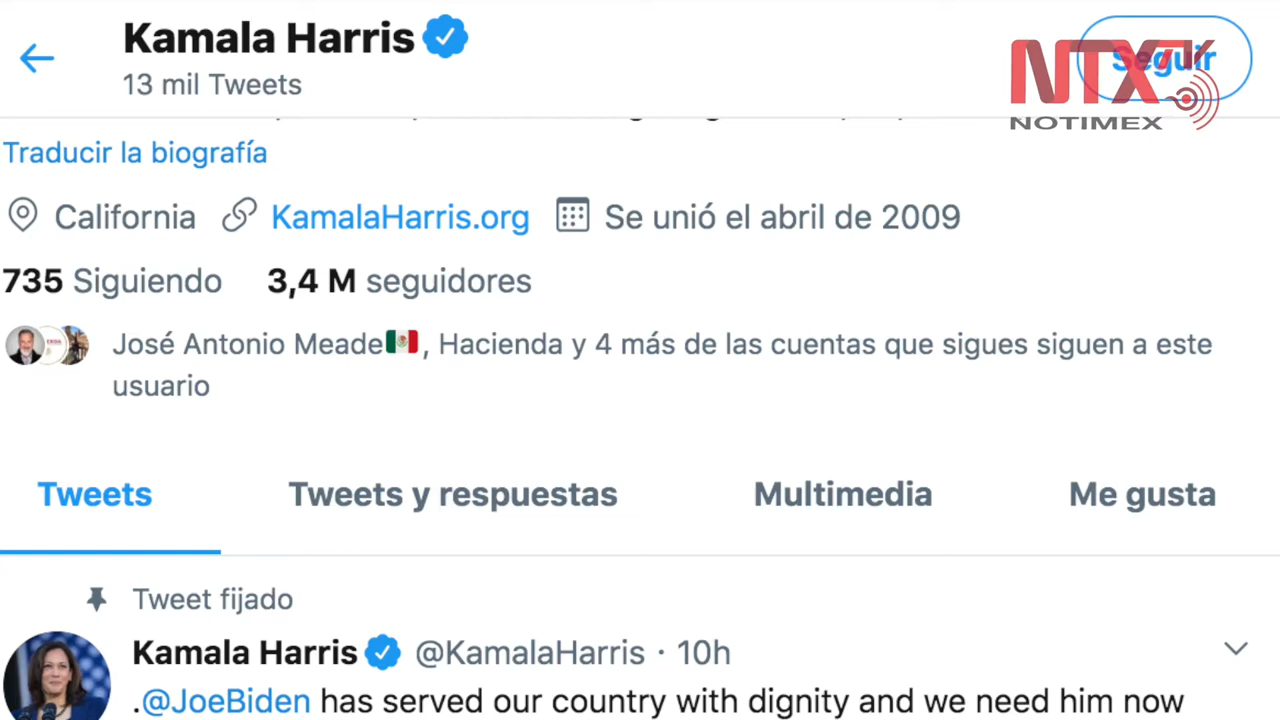 Kamala Harris
13 mil Tweets
Seguir
NTX
NOTIMEX
Traducir la biografía
California KamalaHarris.org Se unió el abril de 2009
735 Siguiendo 3,4 M seguidores
José Antonio Meade🇲🇽, Hacienda y 4 más de las cuentas que sigues siguen a este
usuario
Tweets Tweets y respuestas Multimedia Me gusta
Tweet fijado
Kamala Harris @KamalaHarris · 10h
.@JoeBiden has served our country with dignity and we need him now